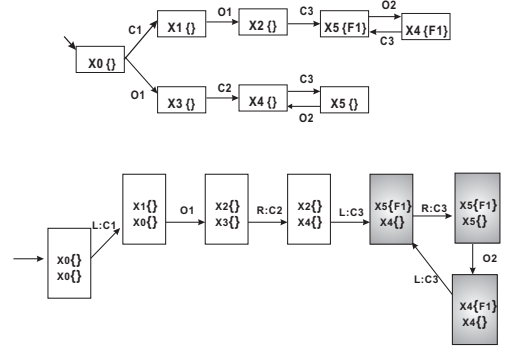 O2
C1 O1 C3
X1 {} X2 {} X5 {F1} X4 {F1}
C3
X0 {}
O1 C2 C3
X3 {} X4 {} X5 {}
O2
X1{} X2{} X2{} X5{F1} X5{F1}
O1 R:C2 L:C3 R:C3
X0{} X3{} X4{} X4{} X5{}
L:C1
X0{}
X0{}
O2
L:C3
X4{F1}
X4{}